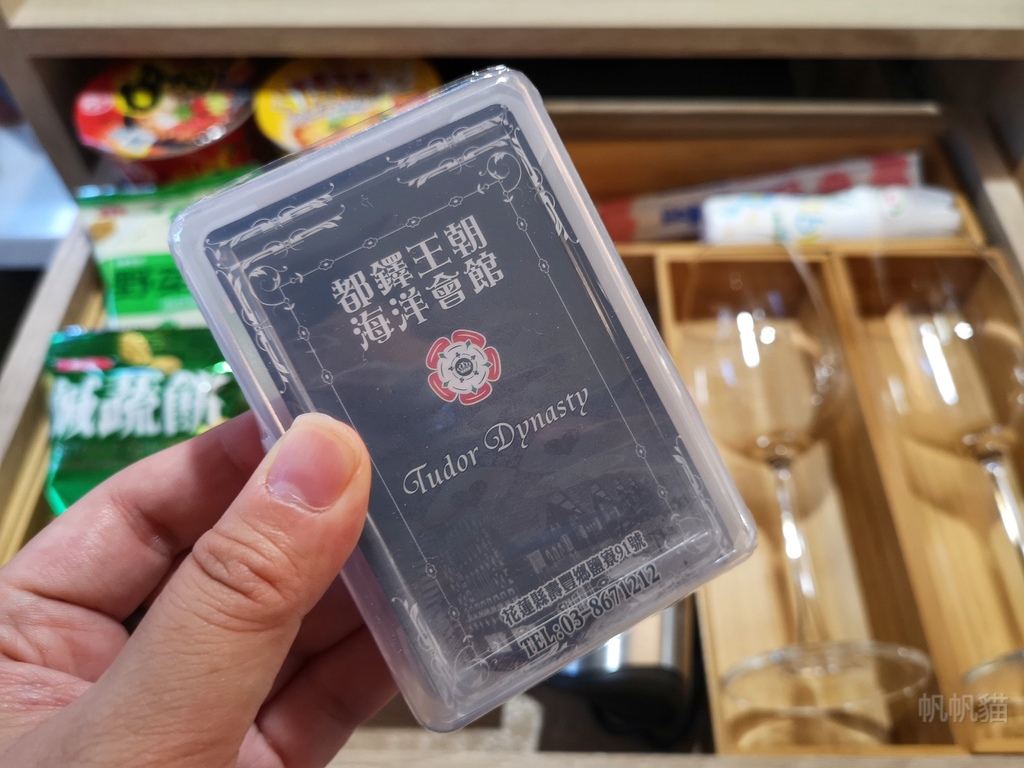 都鐸王朝
海洋會館
Tudor Dynasty
花蓮縣壽豐鄉鹽寮91號
TEL:03-8671212
鹹蔬餅
帆帆貓